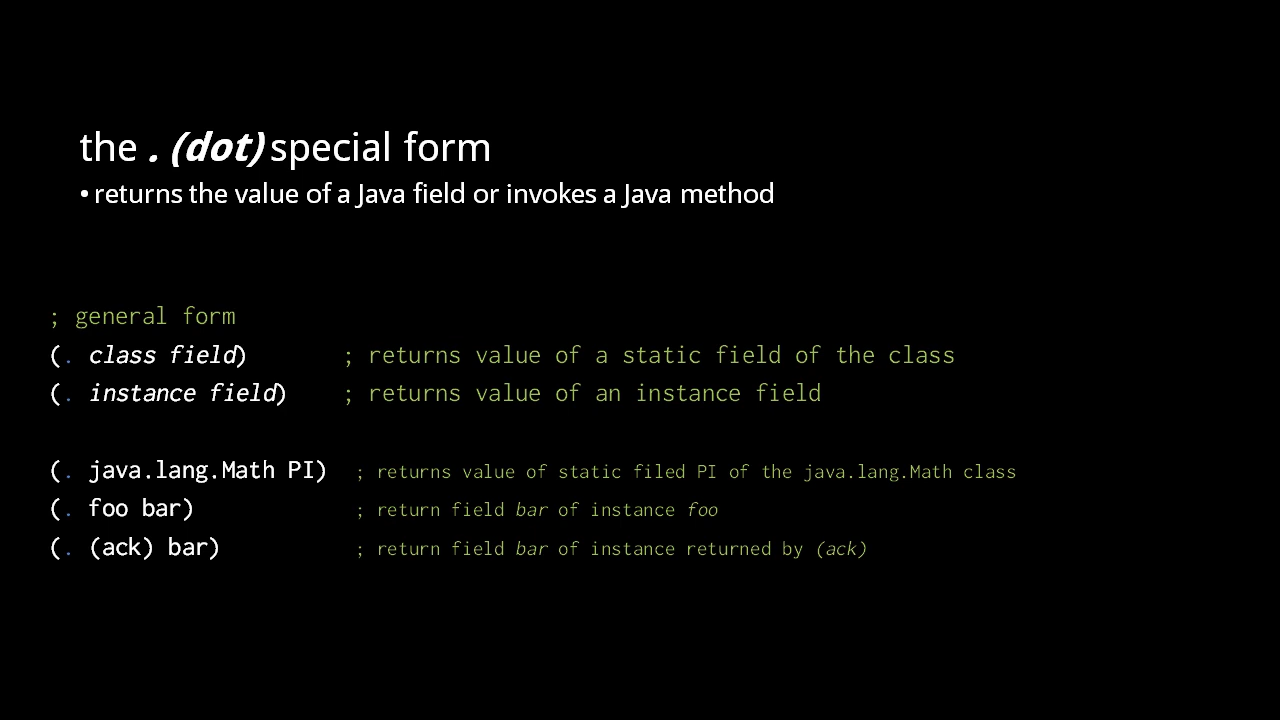 the . (dot) special form
• returns the value of a Java field or invokes a Java method
; general form
(. class field) ; returns value of a static field of the class
(. instance field) ; returns value of an instance field
(. java.lang.Math PI) ; returns value of static filed PI of the java.lang.Math class
(. foo bar) ; return field bar of instance foo
(. (ack) bar) ; return field bar of instance returned by (ack)